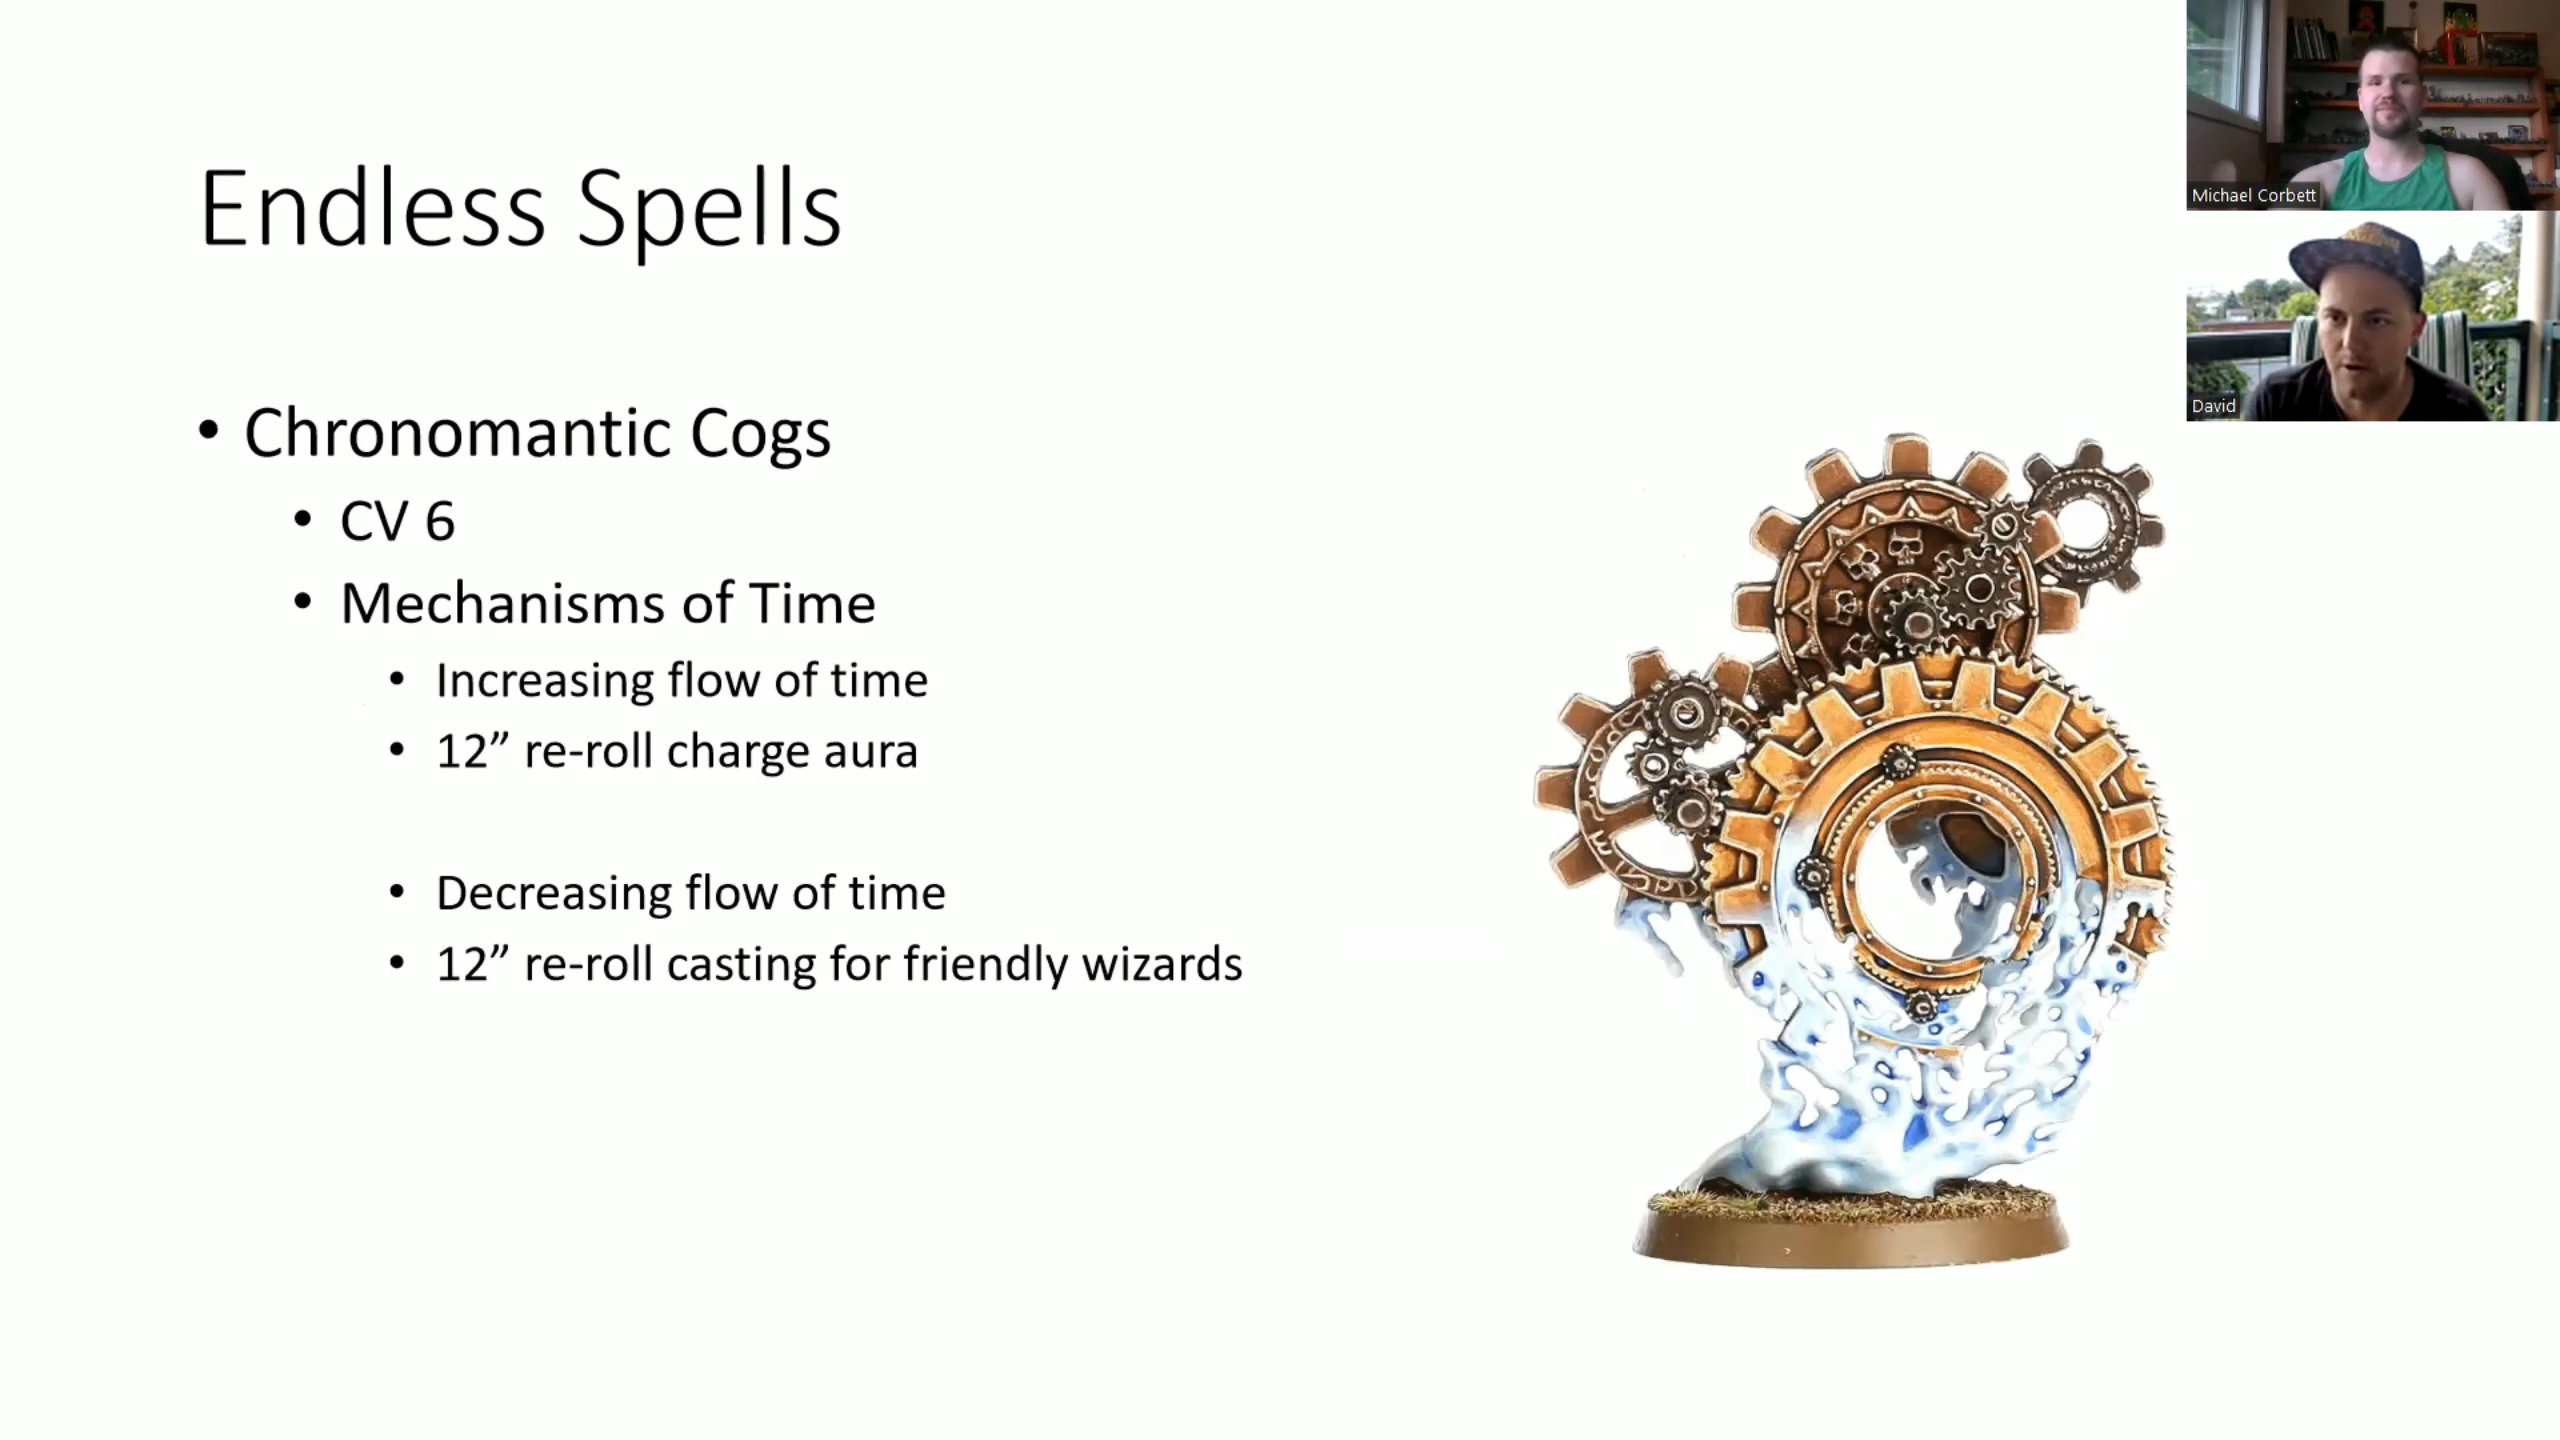 Endless Spells
• Chronomantic Cogs
• CV 6
• Mechanisms of Time
• Increasing flow of time
• 12” re-roll charge aura
• Decreasing flow of time
• 12” re-roll casting for friendly wizards
Michael Corbett
David